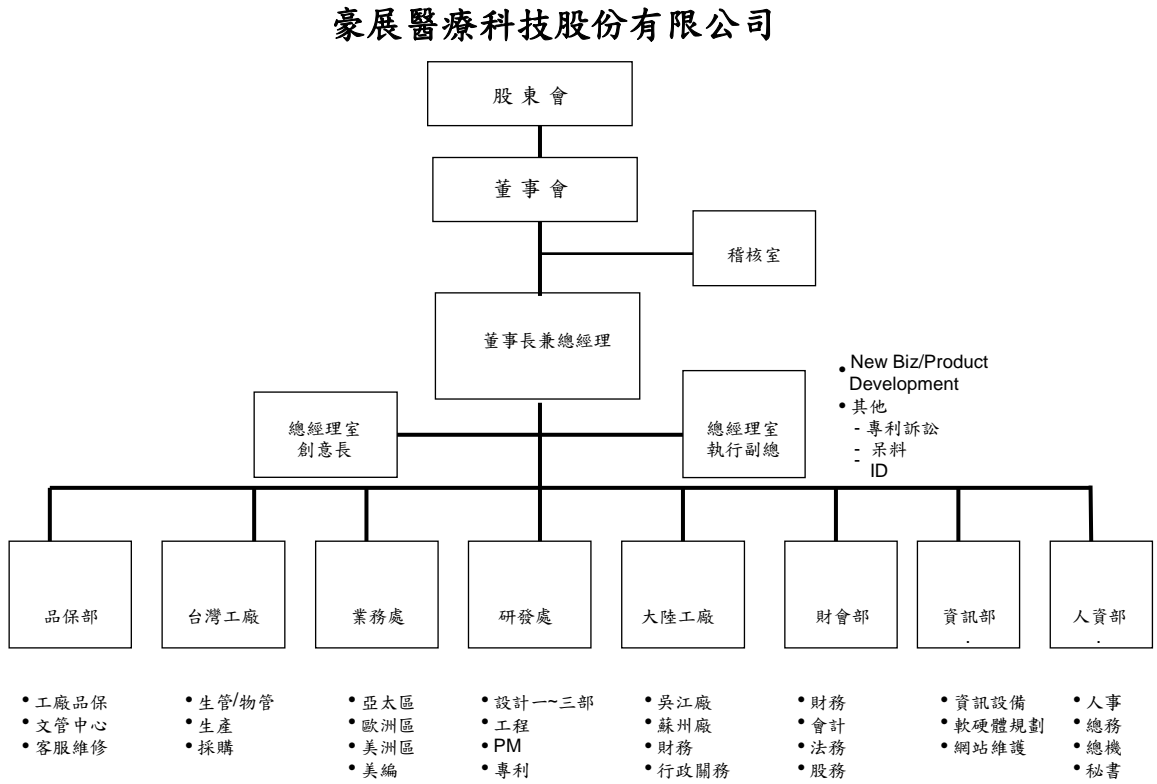 豪展醫療科技股份有限公司
股東會
董事會
稽核室
董事長兼總經理
• New Biz/Product
Development
• 其他
- 專利訴訟
- 呆料
- ID
總經理室
創意長
總經理室
執行副總
品保部
台灣工廠
業務處
研發處
大陸工廠
財會部
資訊部
.
人資部
.
• 工廠品保
• 文管中心
• 客服維修
• 生管/物管
• 生產
• 採購
• 亞太區
• 歐洲區
• 美洲區
• 美編
• 設計一~三部
• 工程
• PM
• 專利
• 吳江廠
• 蘇州廠
• 財務
• 行政關務
• 財務
• 會計
• 法務
• 股務
• 資訊設備
• 軟硬體規劃
• 網站維護
• 人事
• 總務
• 總機
• 秘書